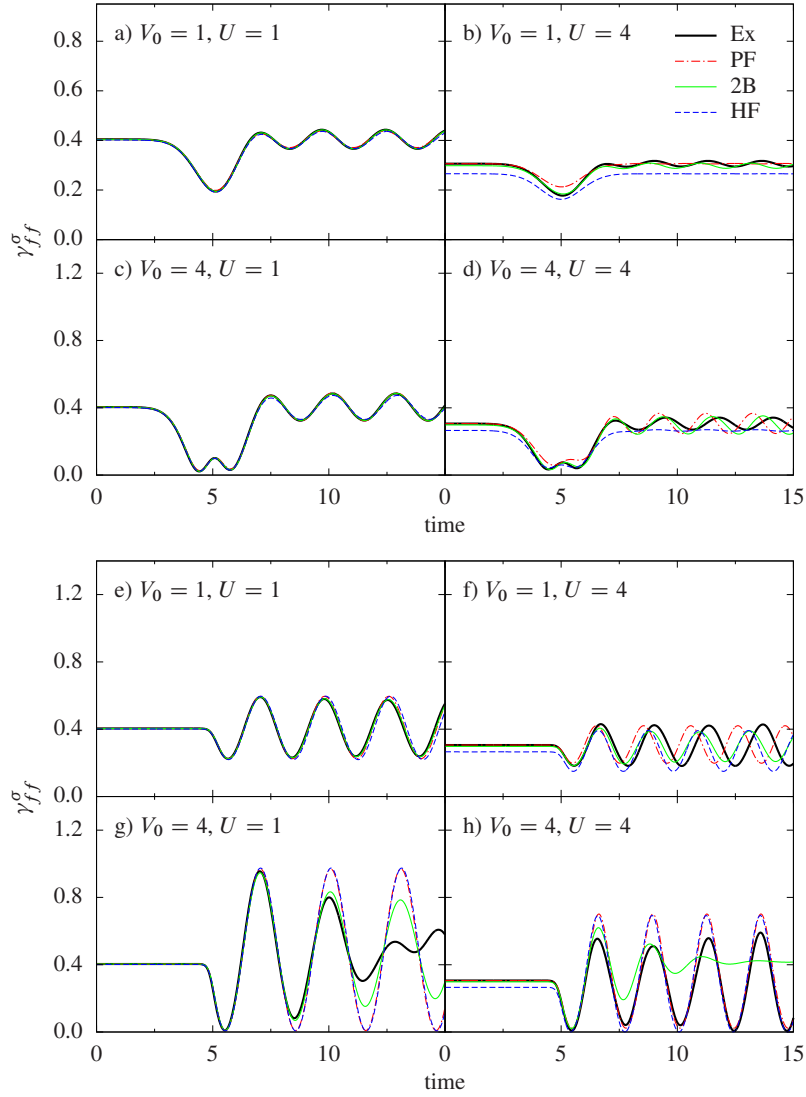 a) V₀ = 1, U = 1
b) V₀ = 1, U = 4
Ex
PF
2B
HF
0.8
0.6
0.4
0.2
0.0
γ^σ_ff
c) V₀ = 4, U = 1
d) V₀ = 4, U = 4
1.2
0.8
0.4
0.0
0 5 10 0 5 10 15
time time
e) V₀ = 1, U = 1
f) V₀ = 1, U = 4
1.2
0.8
0.4
0.0
γ^σ_ff
g) V₀ = 4, U = 1
h) V₀ = 4, U = 4
1.2
0.8
0.4
0.0
0 5 10 0 5 10 15
time time